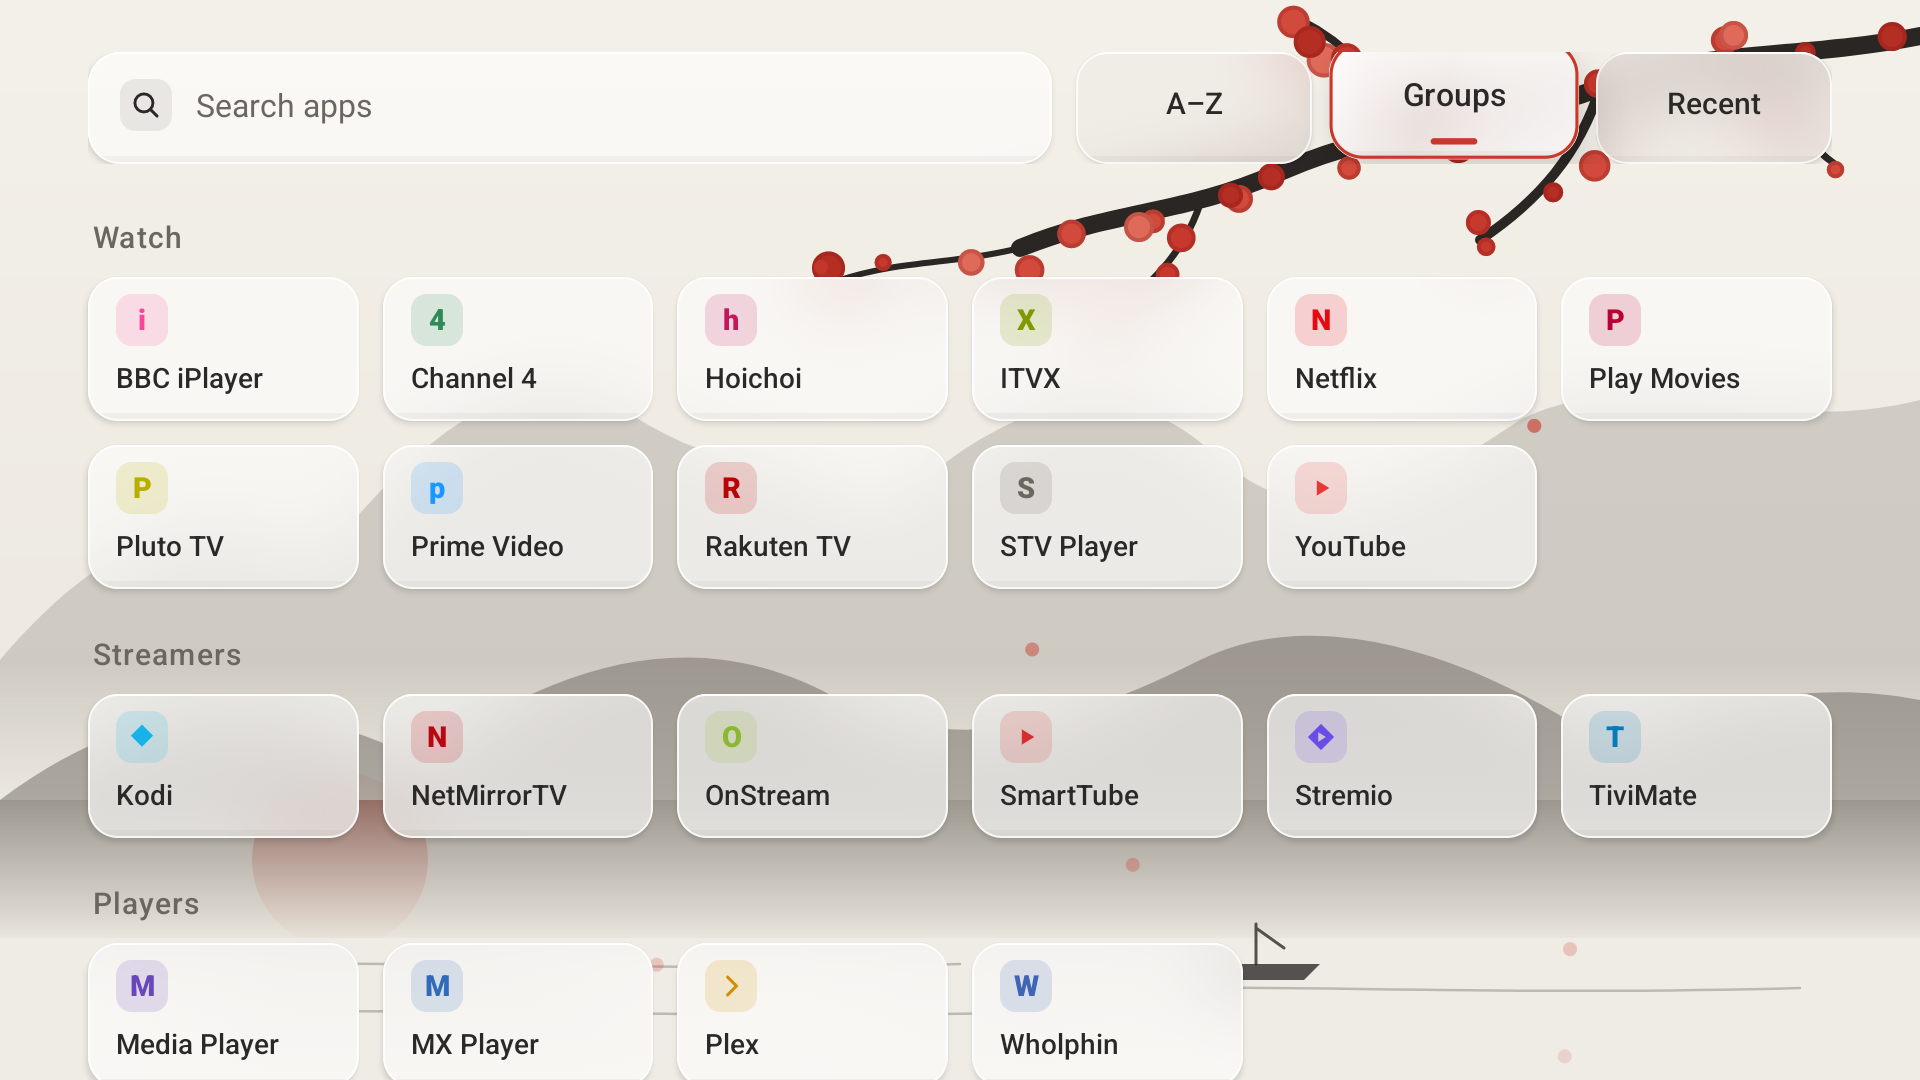 Search apps
A–Z
Groups
Recent
Watch
i
4
h
X
N
P
BBC iPlayer
Channel 4
Hoichoi
ITVX
Netflix
Play Movies
P
p
R
S
Pluto TV
Prime Video
Rakuten TV
STV Player
YouTube
Streamers
N
O
T
Kodi
NetMirrorTV
OnStream
SmartTube
Stremio
TiviMate
Players
M
M
W
Media Player
MX Player
Plex
Wholphin